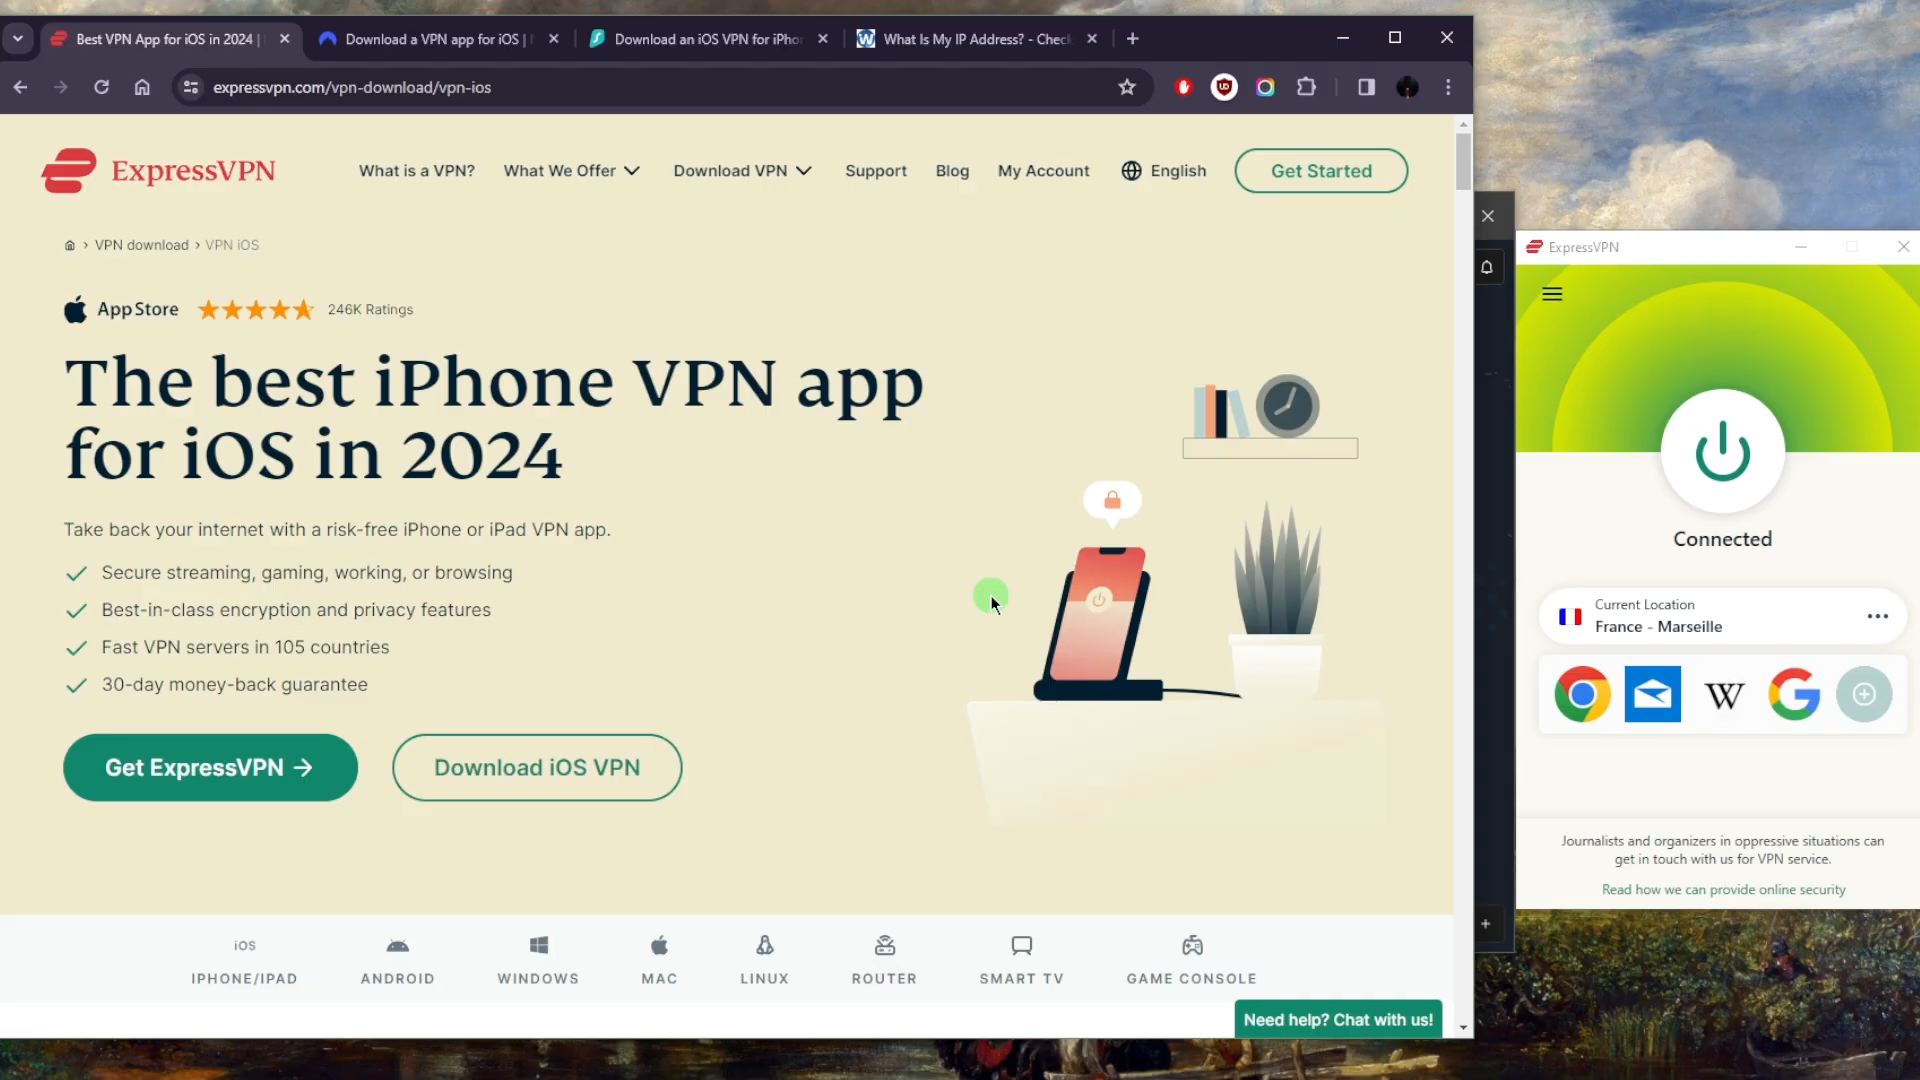 Best VPN App for iOS in 2024 |
Download a VPN app for iOS |
Download an iOS VPN for iPho
What Is My IP Address? - Chec
expressvpn.com/vpn-download/vpn-ios
ExpressVPN
What is a VPN?
What We Offer
Download VPN
Support
Blog
My Account
English
Get Started
VPN download › VPN iOS
App Store
246K Ratings
The best iPhone VPN app
for iOS in 2024
Take back your internet with a risk-free iPhone or iPad VPN app.
Secure streaming, gaming, working, or browsing
Best-in-class encryption and privacy features
Fast VPN servers in 105 countries
30-day money-back guarantee
Get ExpressVPN →
Download iOS VPN
iOS
IPHONE/IPAD
ANDROID
WINDOWS
MAC
LINUX
ROUTER
SMART TV
GAME CONSOLE
Need help? Chat with us!
ExpressVPN
Connected
Current Location
France - Marseille
W
Journalists and organizers in oppressive situations can
get in touch with us for VPN service.
Read how we can provide online security